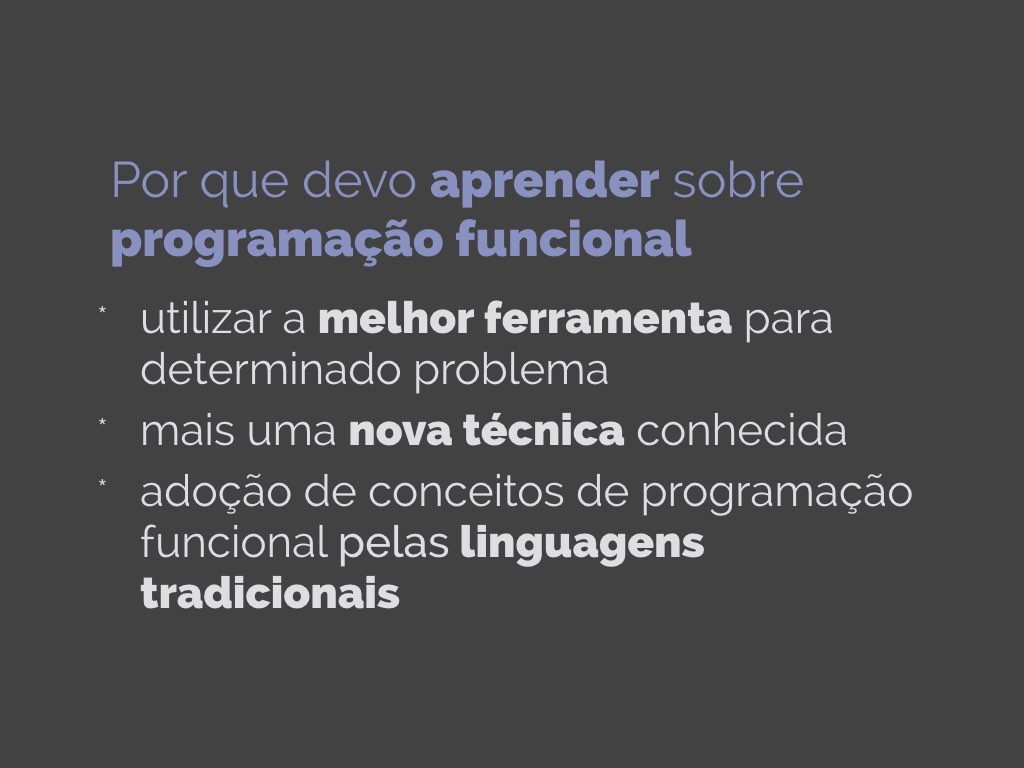 Por que devo aprender sobre
programação funcional
* utilizar a melhor ferramenta para
determinado problema
* mais uma nova técnica conhecida
* adoção de conceitos de programação
funcional pelas linguagens
tradicionais